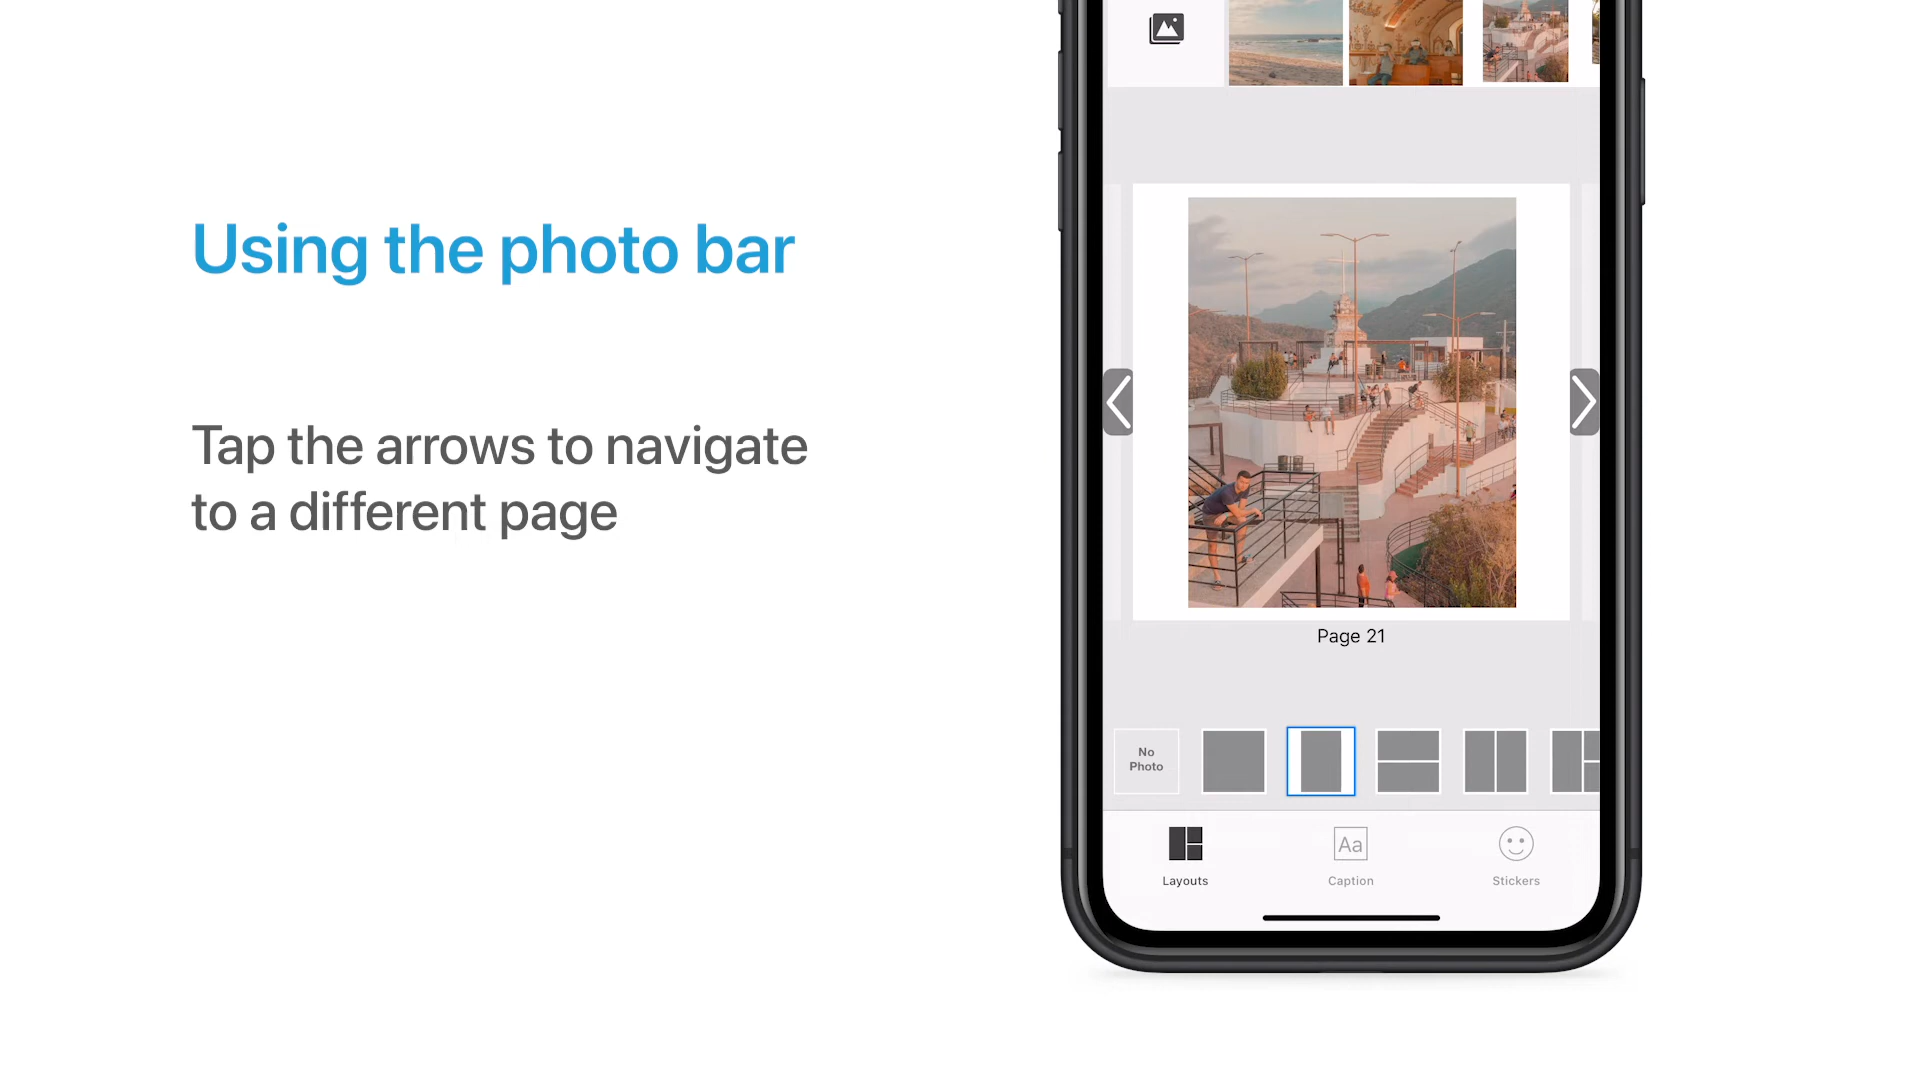 Using the photo bar
Tap the arrows to navigate
to a different page
Page 21
No
Photo
Aa
Layouts
Caption
Stickers